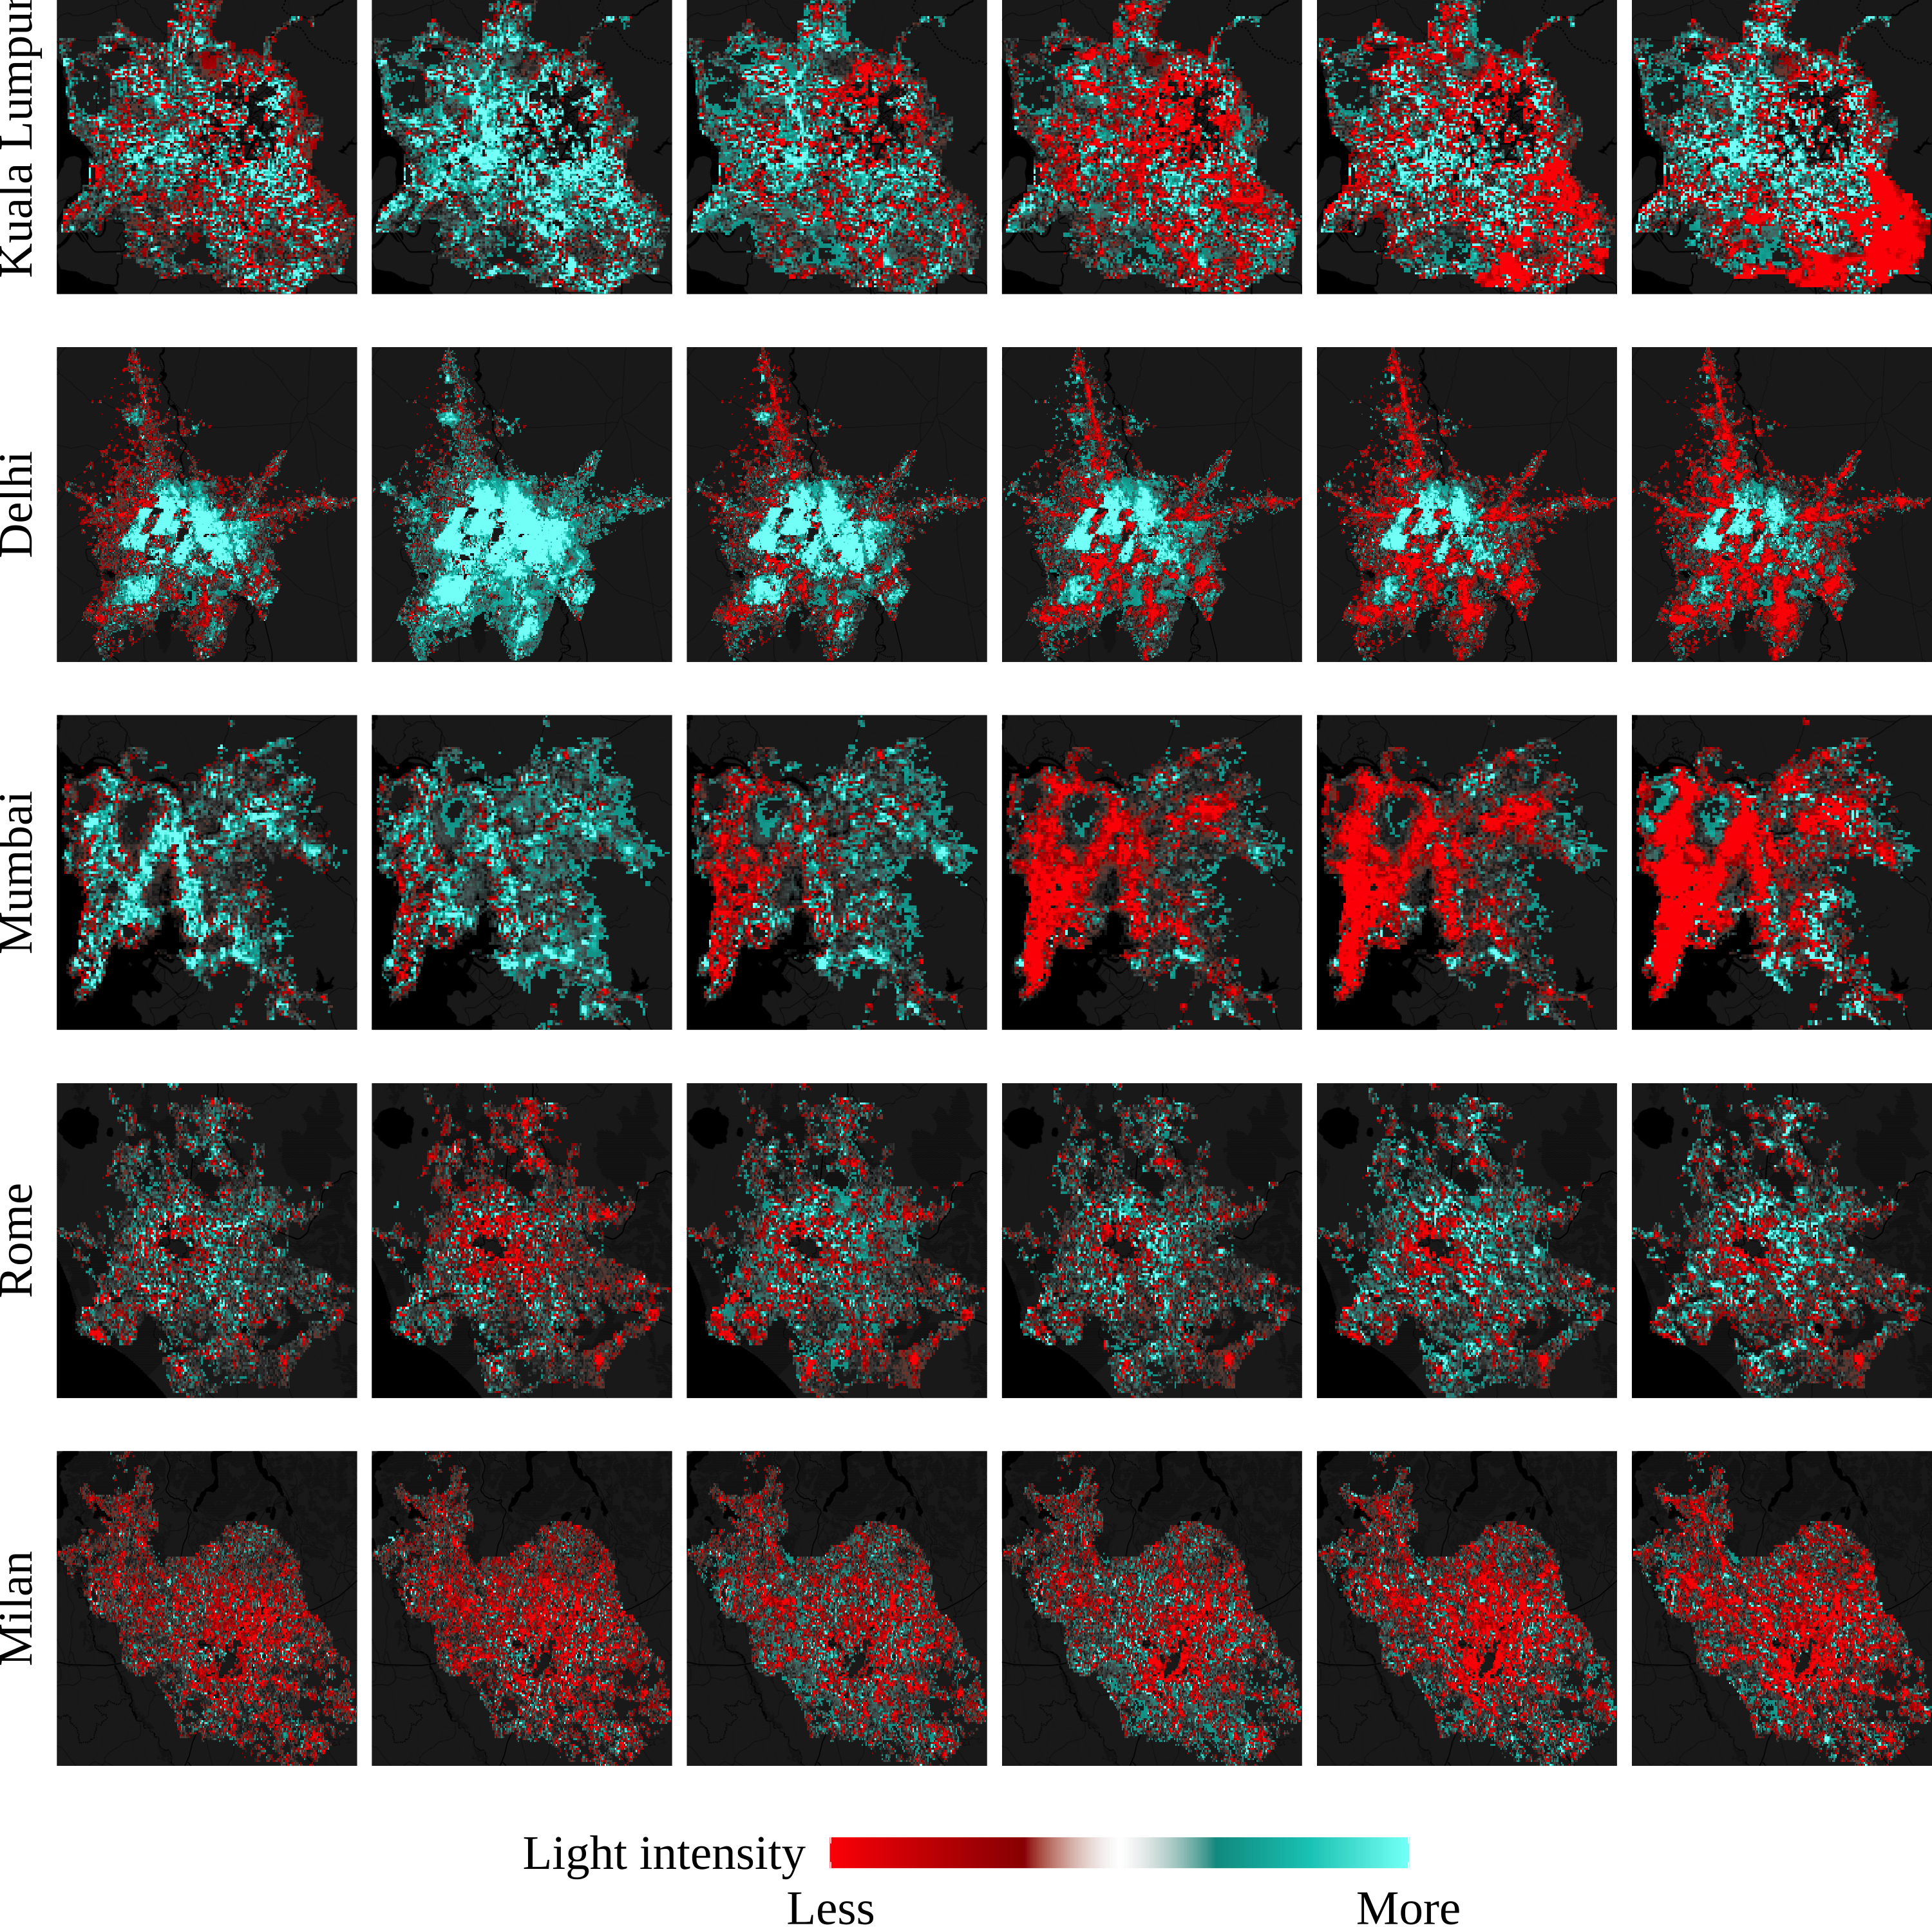 Kuala Lumpur
Delhi
Mumbai
Rome
Milan
Light intensity
Less
More